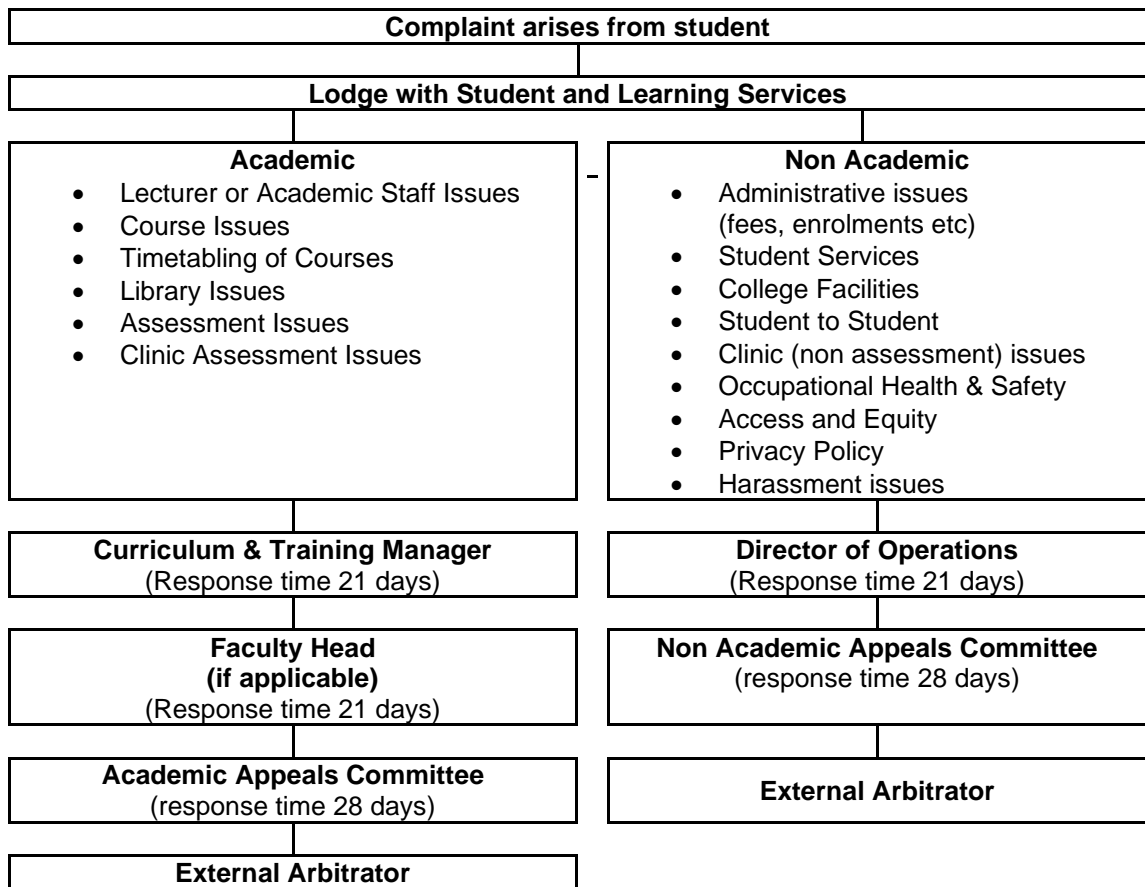 Complaint arises from student
Lodge with Student and Learning Services
Academic
• Lecturer or Academic Staff Issues
• Course Issues
• Timetabling of Courses
• Library Issues
• Assessment Issues
• Clinic Assessment Issues
Non Academic
• Administrative issues
(fees, enrolments etc)
• Student Services
• College Facilities
• Student to Student
• Clinic (non assessment) issues
• Occupational Health & Safety
• Access and Equity
• Privacy Policy
• Harassment issues
Curriculum & Training Manager
(Response time 21 days)
Director of Operations
(Response time 21 days)
Faculty Head
(if applicable)
(Response time 21 days)
Non Academic Appeals Committee
(response time 28 days)
Academic Appeals Committee
(response time 28 days)
External Arbitrator
External Arbitrator